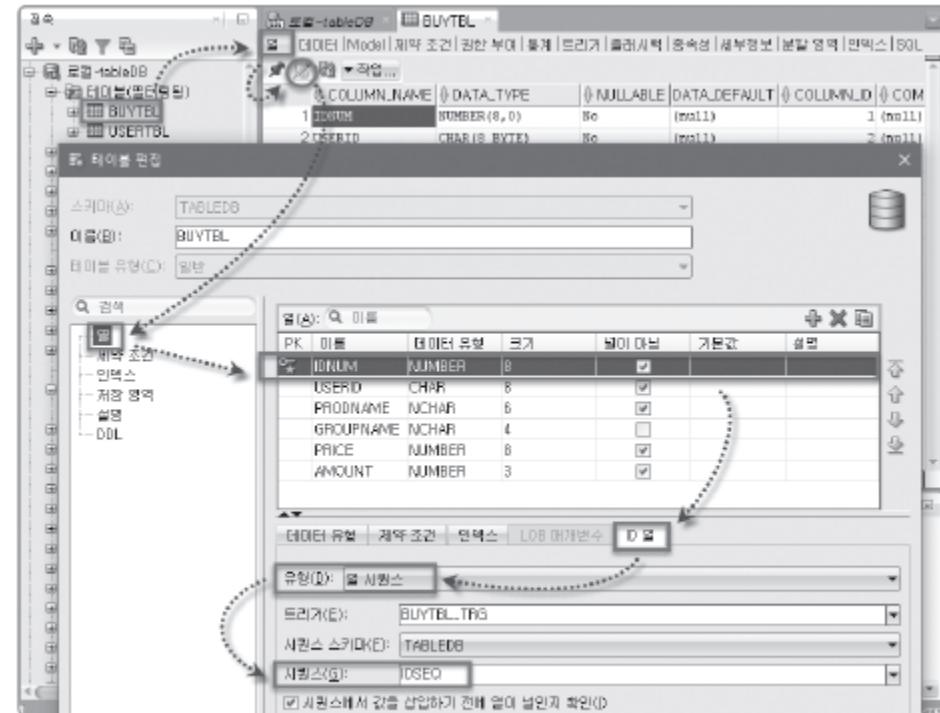 접속
로컬-tableDB
BUYTBL
열 데이터 |Model|제약 조건|권한 부여|통계|트리거|플래시백|종속성|세부정보|분할 영역|인덱스|SQL
작업...
COLUMN_NAME DATA_TYPE NULLABLE DATA_DEFAULT COLUMN_ID COM
1 IDNUM NUMBER(8,0) No (null) 1 (null)
2 USERID CHAR(8 BYTE) No (null) 2 (null)
로컬-tableDB
테이블(필터링됨)
BUYTBL
USERTBL
테이블 편집
스키마(A): TABLEDB
이름(B): BUYTBL
테이블 유형(C): 일반
검색
열
제약 조건
인덱스
저장 영역
설명
DDL
열(A): 이름
PK 이름 데이터 유형 크기 널이 아님 기본값 설명
IDNUM NUMBER 8
USERID CHAR 8
PRODNAME NCHAR 6
GROUPNAME NCHAR 4
PRICE NUMBER 8
AMOUNT NUMBER 3
데이터 유형 제약 조건 인덱스 LOB 매개변수 ID 열
유형(D): 열 시퀀스
트리거(E): BUYTBL_TRG
시퀀스 스키마(F): TABLEDB
시퀀스(G): IDSEQ
시퀀스에서 값을 삽입하기 전에 열이 널인지 확인(I)